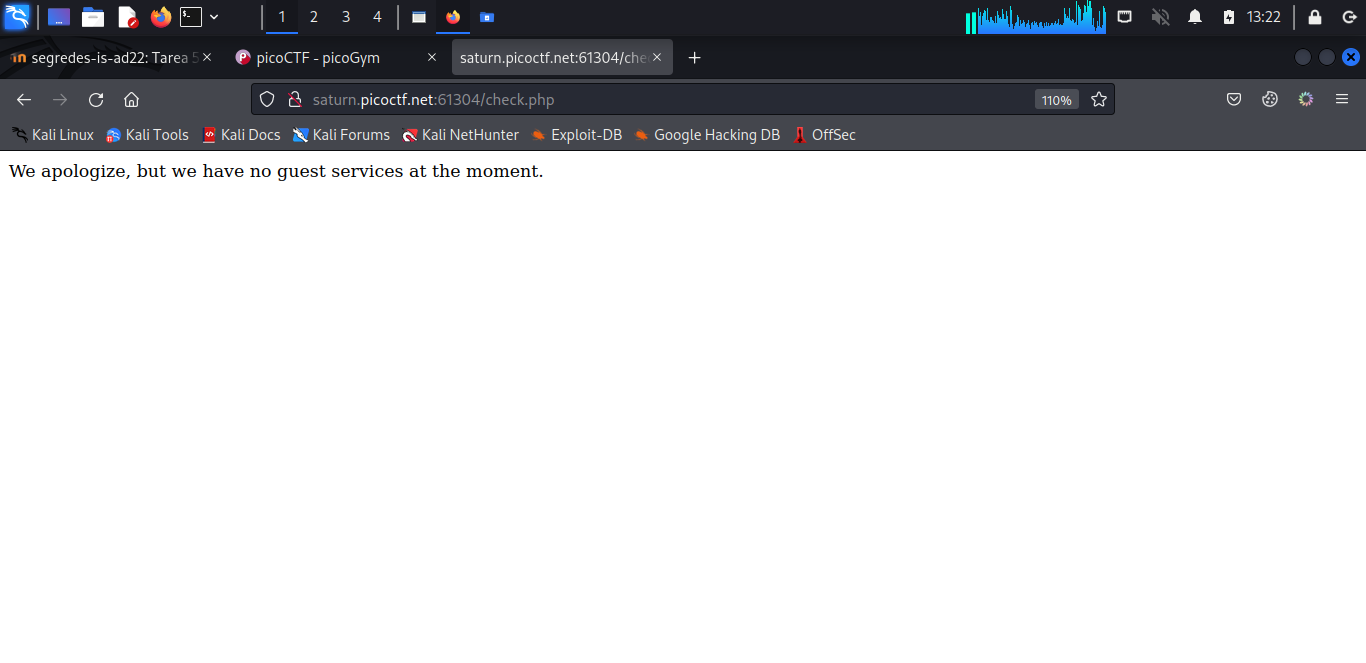 1 2 3 4 13:22
segredes-is-ad22: Tarea 5 picoCTF - picoGym saturn.picoctf.net:61304/che
saturn.picoctf.net:61304/check.php 110%
Kali Linux Kali Tools Kali Docs Kali Forums Kali NetHunter Exploit-DB Google Hacking DB OffSec
We apologize, but we have no guest services at the moment.